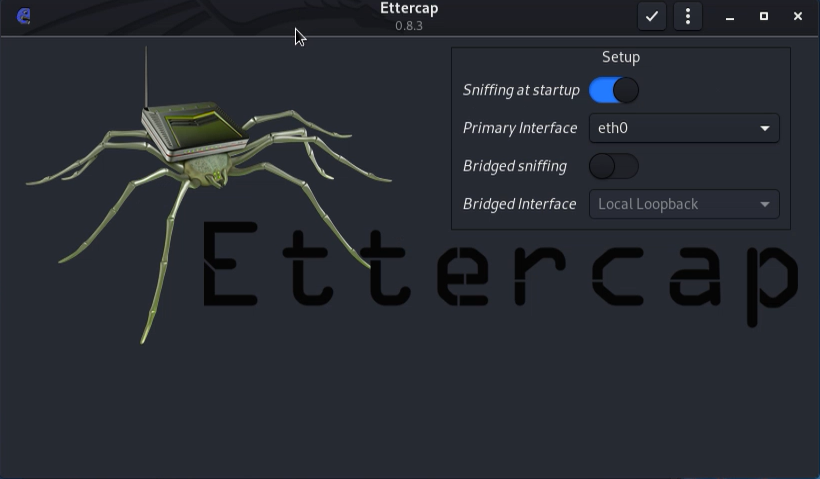 Ettercap
0.8.3
Setup
Sniffing at startup
Primary Interface eth0
Bridged sniffing
Bridged Interface Local Loopback
Ettercap